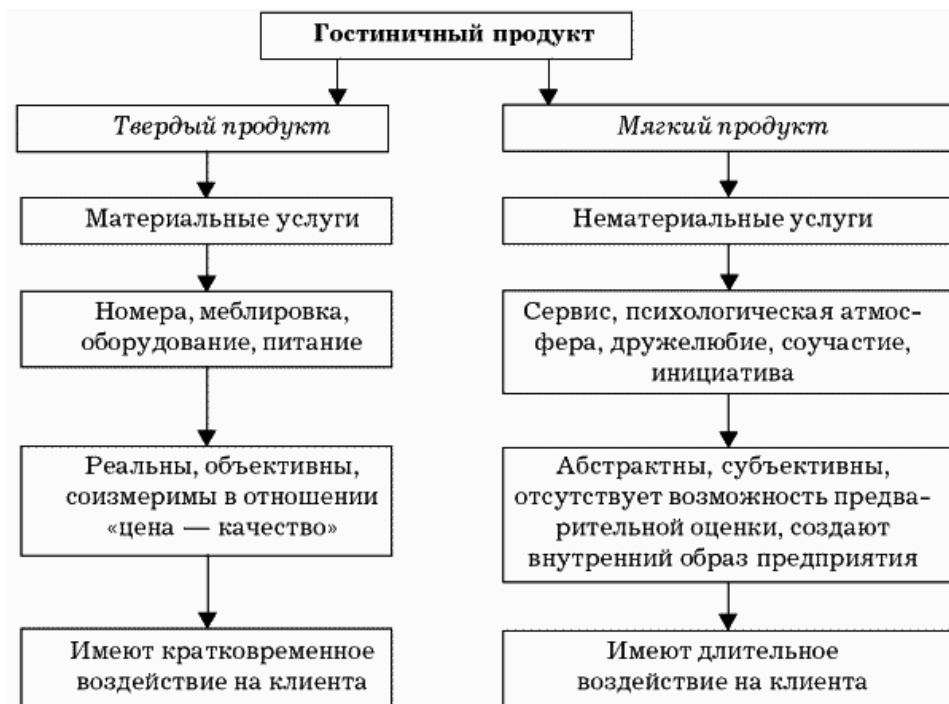 Гостиничный продукт
Твердый продукт
Материальные услуги
Номера, меблировка,
оборудование, питание
Реальны, объективны,
соизмеримы в отношении
«цена — качество»
Имеют кратковременное
воздействие на клиента
Мягкий продукт
Нематериальные услуги
Сервис, психологическая атмос-
фера, дружелюбие, соучастие,
инициатива
Абстрактны, субъективны,
отсутствует возможность предва-
рительной оценки, создают
внутренний образ предприятия
Имеют длительное
воздействие на клиента